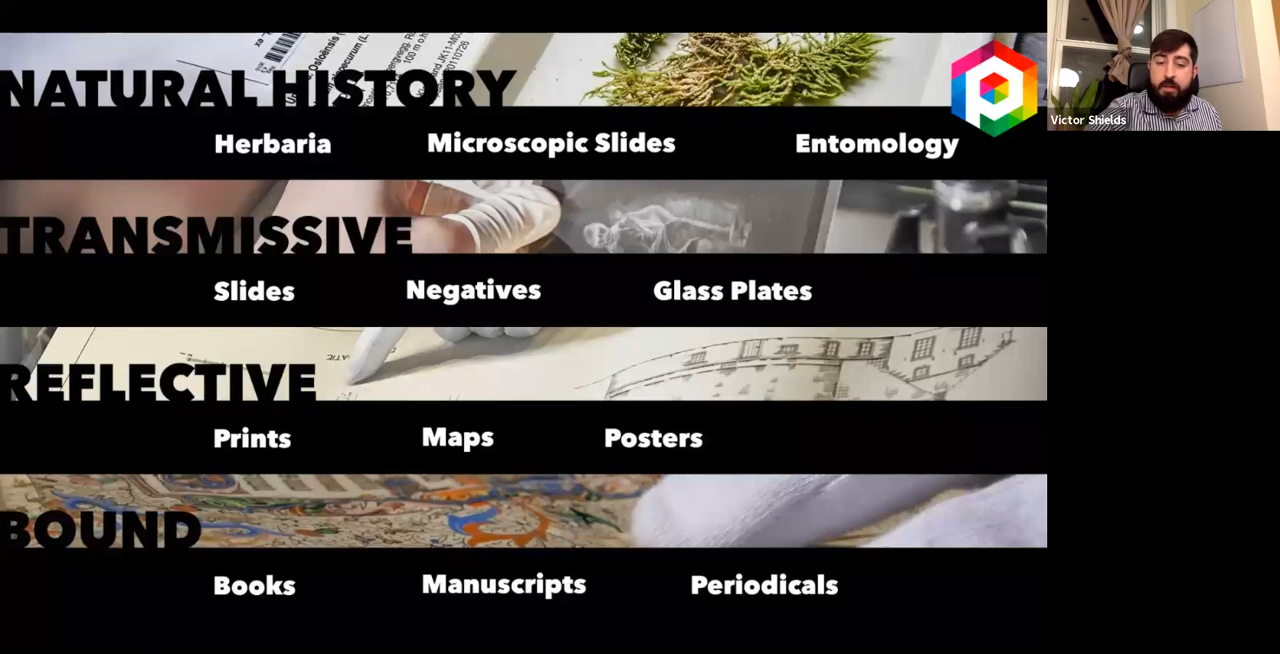 NATURAL HISTORY
Herbaria Microscopic Slides Entomology
TRANSMISSIVE
Slides Negatives Glass Plates
REFLECTIVE
Prints Maps Posters
BOUND
Books Manuscripts Periodicals
Victor Shields